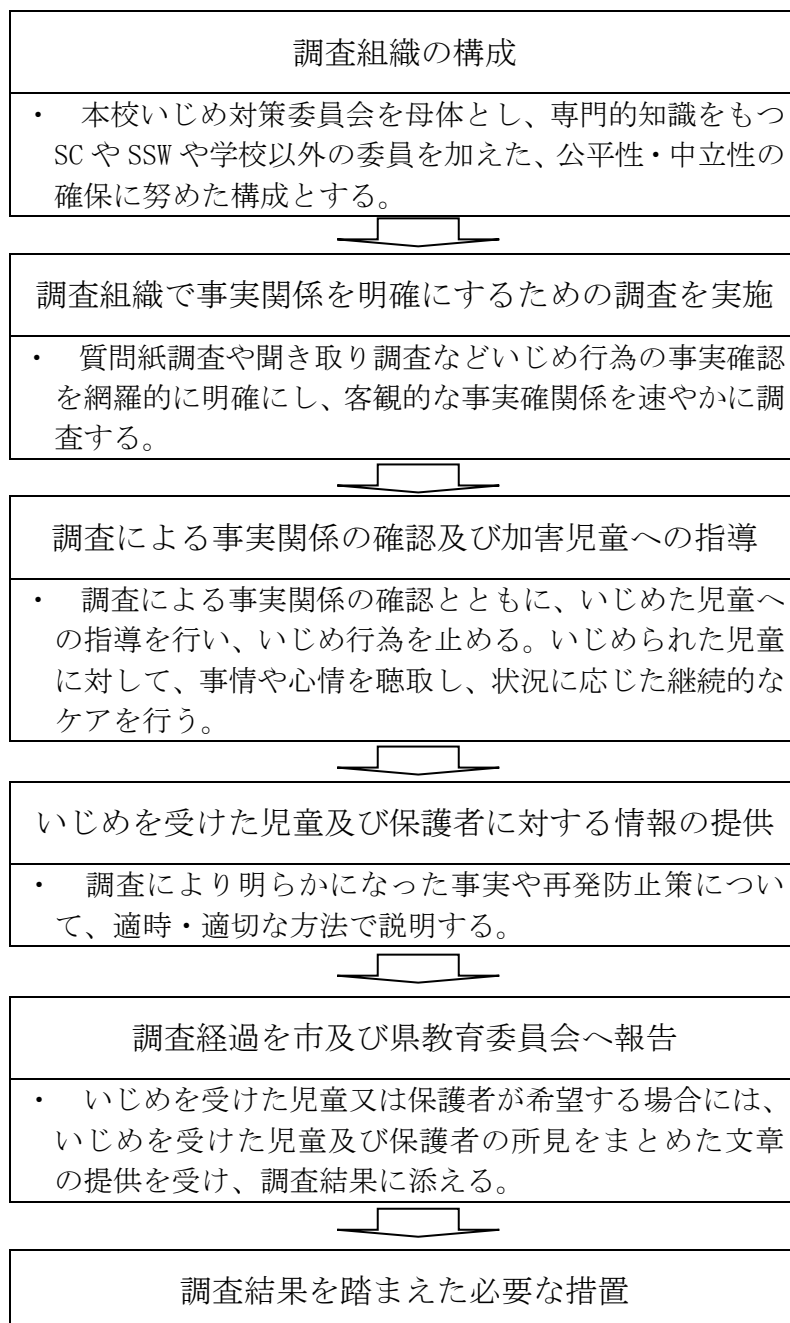 調査組織の構成
・ 本校いじめ対策委員会を母体とし、専門的知識をもつ
SC や SSW や学校以外の委員を加えた、公平性・中立性の
確保に努めた構成とする。
調査組織で事実関係を明確にするための調査を実施
・ 質問紙調査や聞き取り調査などいじめ行為の事実確認
を網羅的に明確にし、客観的な事実確関係を速やかに調
査する。
調査による事実関係の確認及び加害児童への指導
・ 調査による事実関係の確認とともに、いじめた児童へ
の指導を行い、いじめ行為を止める。いじめられた児童
に対して、事情や心情を聴取し、状況に応じた継続的な
ケアを行う。
いじめを受けた児童及び保護者に対する情報の提供
・ 調査により明らかになった事実や再発防止策につい
て、適時・適切な方法で説明する。
調査経過を市及び県教育委員会へ報告
・ いじめを受けた児童又は保護者が希望する場合には、
いじめを受けた児童及び保護者の所見をまとめた文章
の提供を受け、調査結果に添える。
調査結果を踏まえた必要な措置